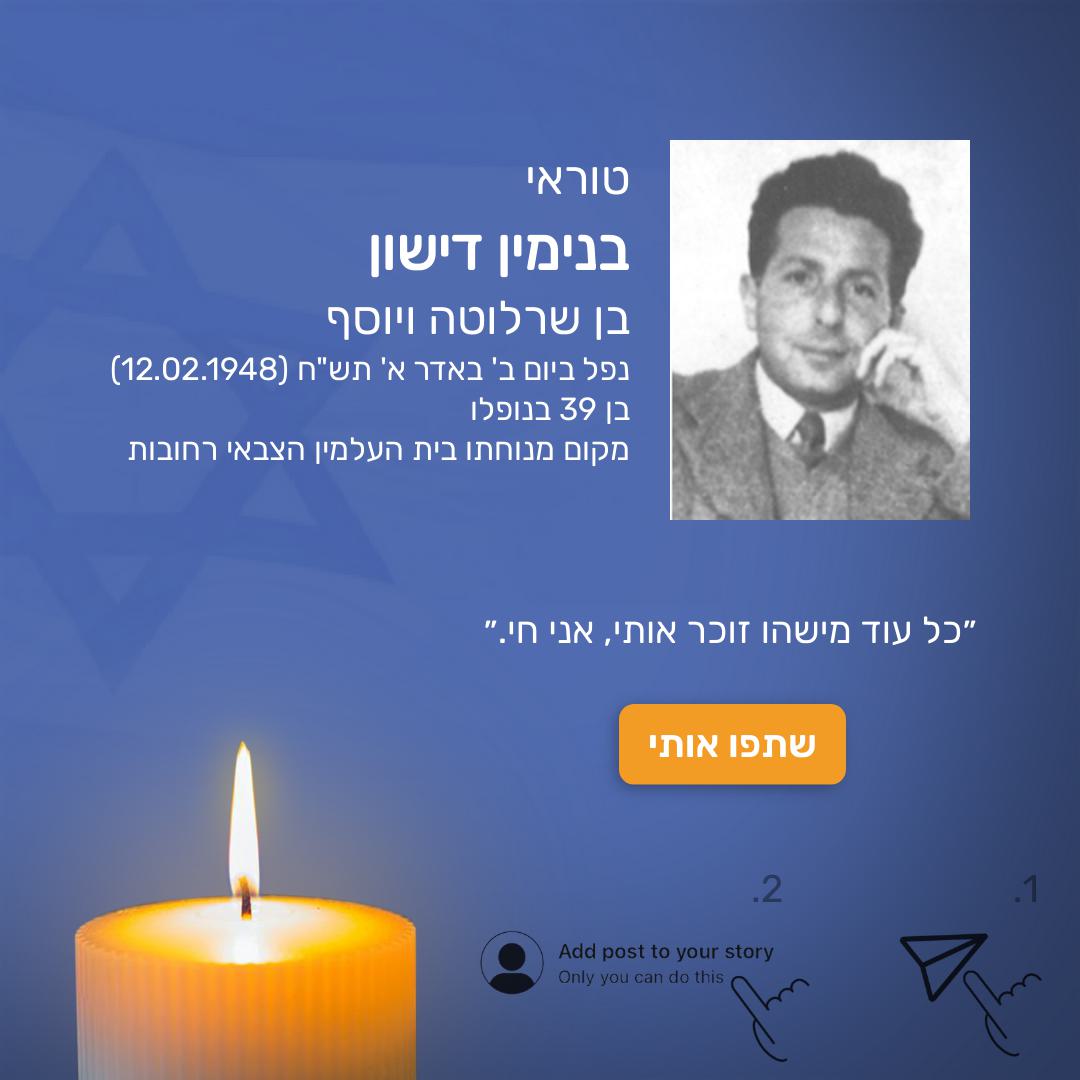 טוראי
בנימין דישון
בן שרלוטה ויוסף
נפל ביום ב' באדר א' תש"ח (12.02.1948)
בן 39 בנופלו
מקום מנוחתו בית העלמין הצבאי רחובות
״כל עוד מישהו זוכר אותי, אני חי.״
שתפו אותי
1.
2.
Add post to your story
Only you can do this